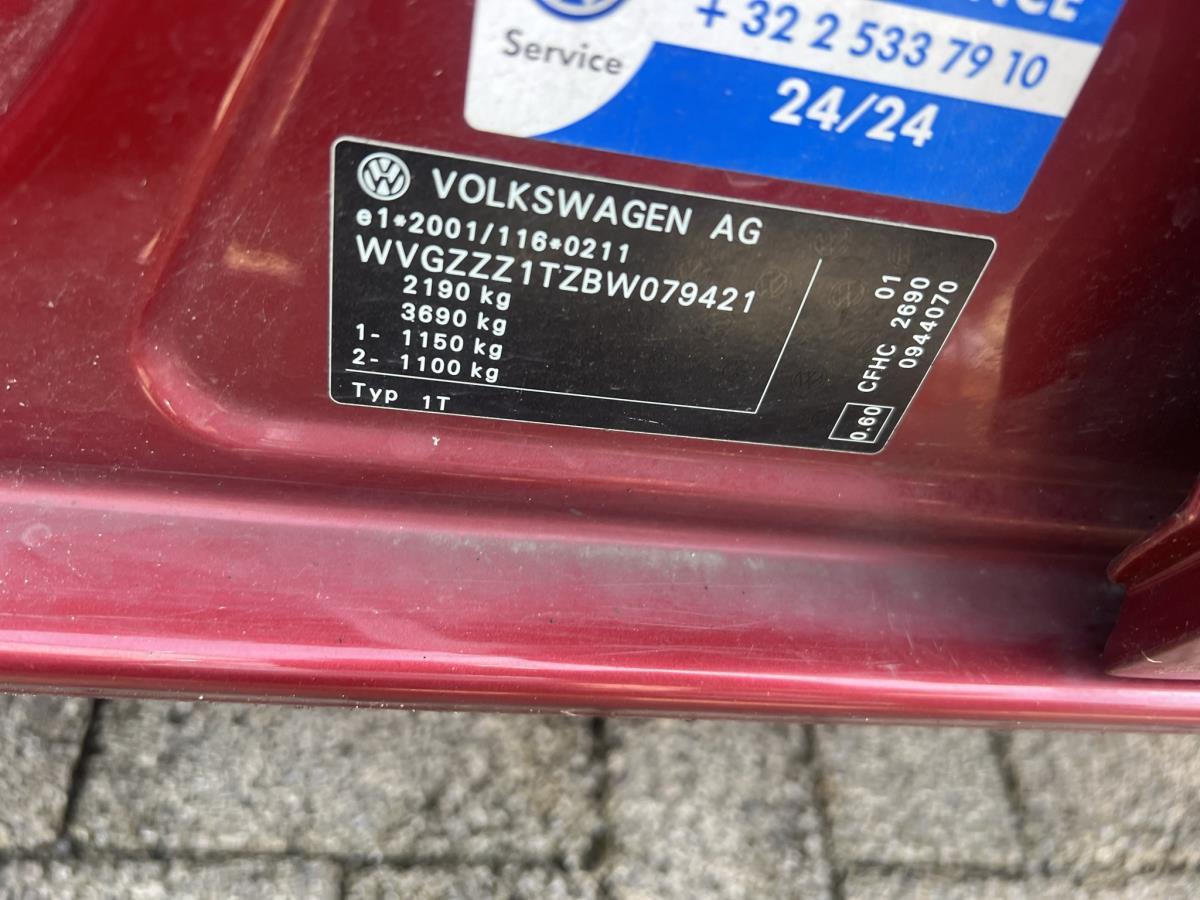 + 32 2 533 79 10
Service
24/24
VOLKSWAGEN AG
e1*2001/116*0211
WVGZZZ1TZBW079421
2190 kg
3690 kg
1- 1150 kg
2- 1100 kg
Typ 1T
0.60
CFHC 01
2690
0944070